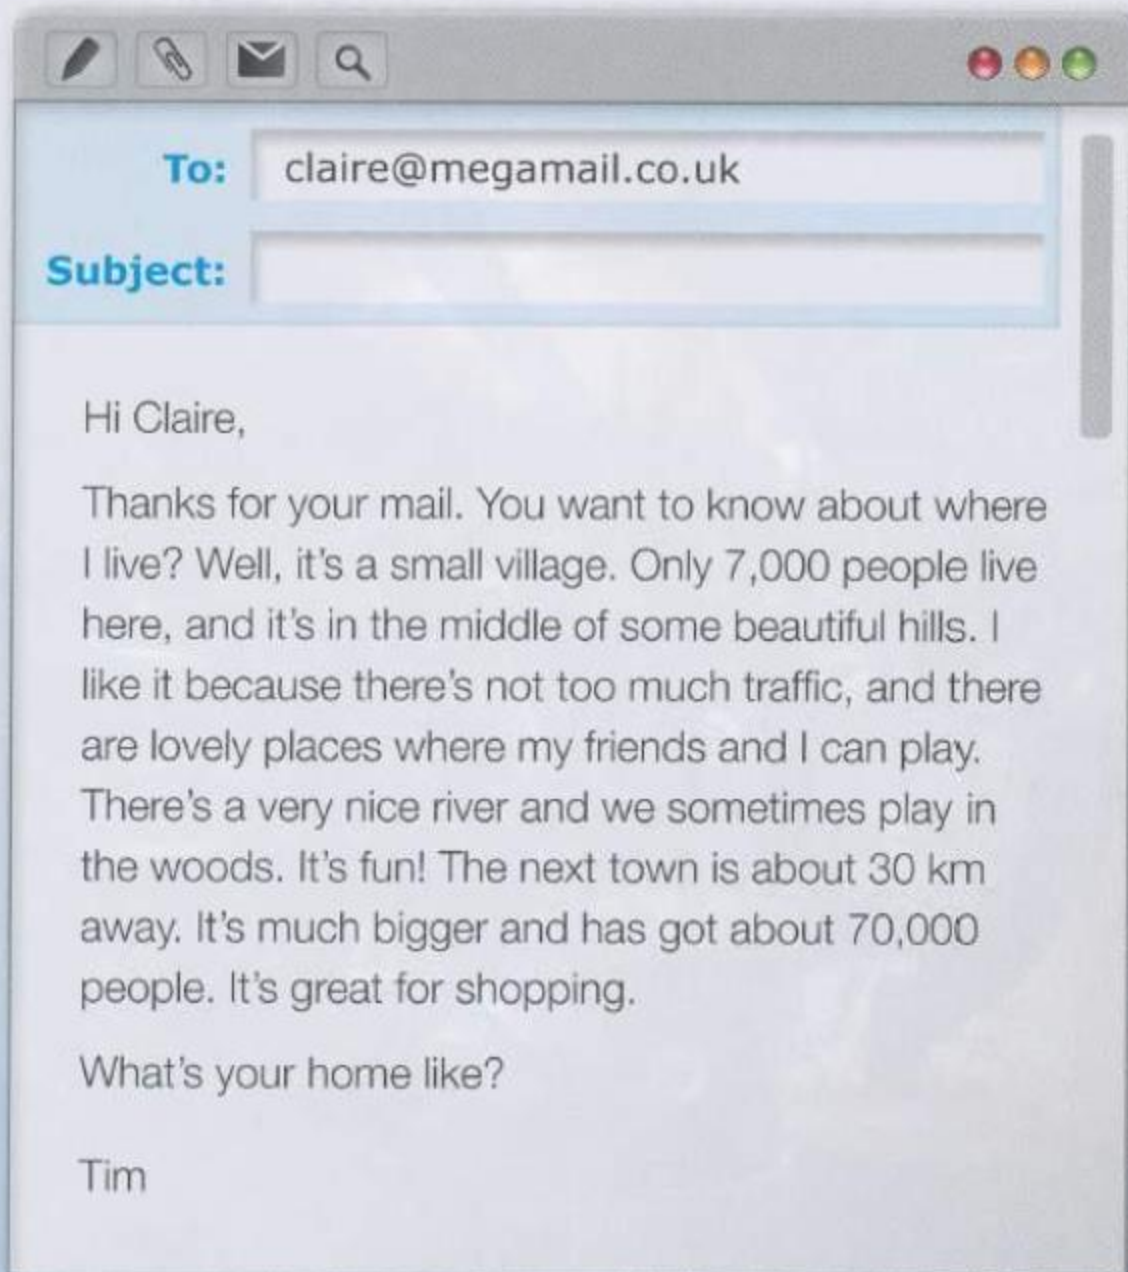 To: claire@megamail.co.uk
Subject:
Hi Claire,
Thanks for your mail. You want to know about where
I live? Well, it's a small village. Only 7,000 people live
here, and it's in the middle of some beautiful hills. I
like it because there's not too much traffic, and there
are lovely places where my friends and I can play.
There's a very nice river and we sometimes play in
the woods. It's fun! The next town is about 30 km
away. It's much bigger and has got about 70,000
people. It's great for shopping.
What's your home like?
Tim